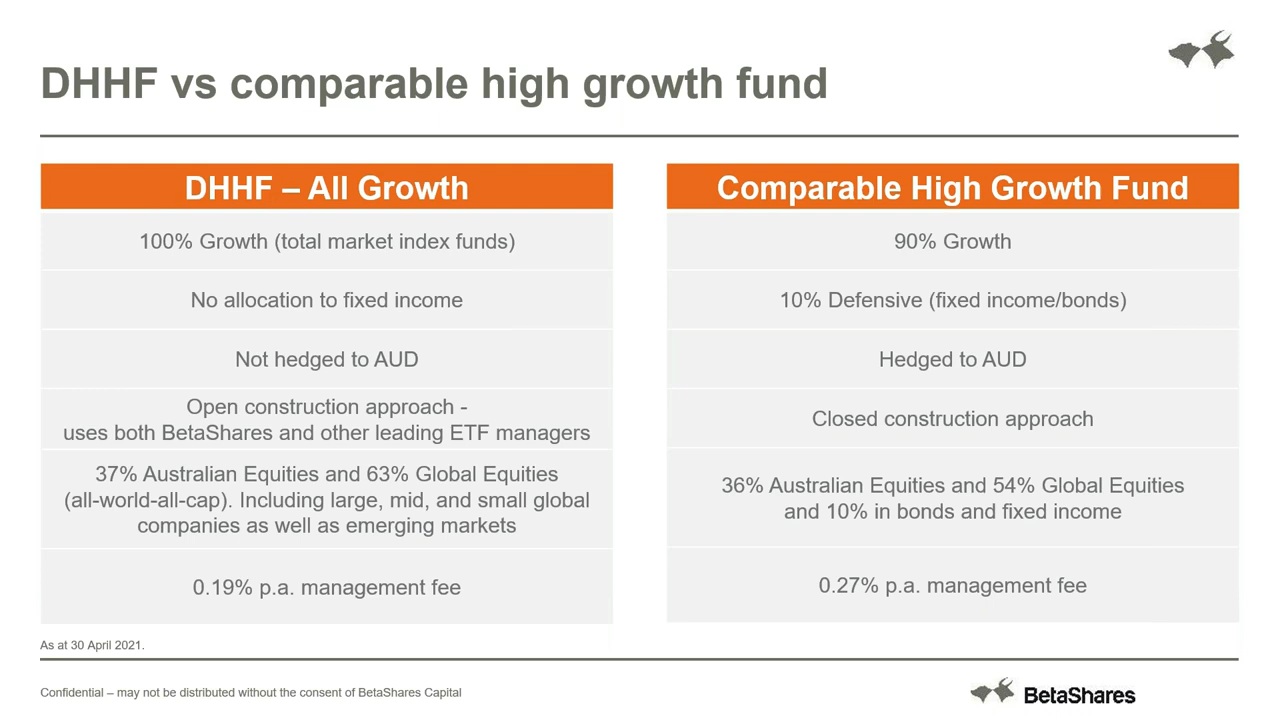 DHHF vs comparable high growth fund
DHHF – All Growth
100% Growth (total market index funds)
No allocation to fixed income
Not hedged to AUD
Open construction approach -
uses both BetaShares and other leading ETF managers
37% Australian Equities and 63% Global Equities
(all-world-all-cap). Including large, mid, and small global
companies as well as emerging markets
0.19% p.a. management fee
Comparable High Growth Fund
90% Growth
10% Defensive (fixed income/bonds)
Hedged to AUD
Closed construction approach
36% Australian Equities and 54% Global Equities
and 10% in bonds and fixed income
0.27% p.a. management fee
As at 30 April 2021.
Confidential – may not be distributed without the consent of BetaShares Capital
BetaShares